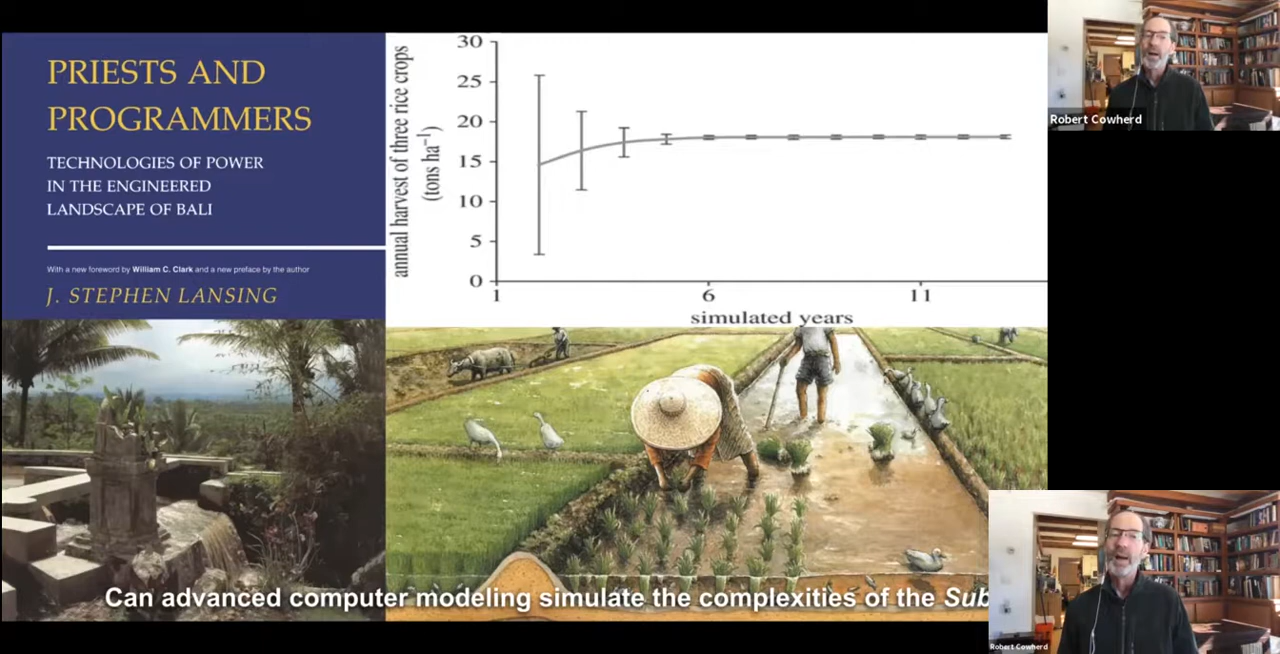 PRIESTS AND
PROGRAMMERS
TECHNOLOGIES OF POWER
IN THE ENGINEERED
LANDSCAPE OF BALI
With a new foreword by William C. Clark and a new preface by the author
J. STEPHEN LANSING
annual harvest of three rice crops
(tons ha⁻¹)
30
25
20
15
10
5
0
1
6
11
simulated years
Can advanced computer modeling simulate the complexities of the Sub
Robert Cowherd
Robert Cowherd